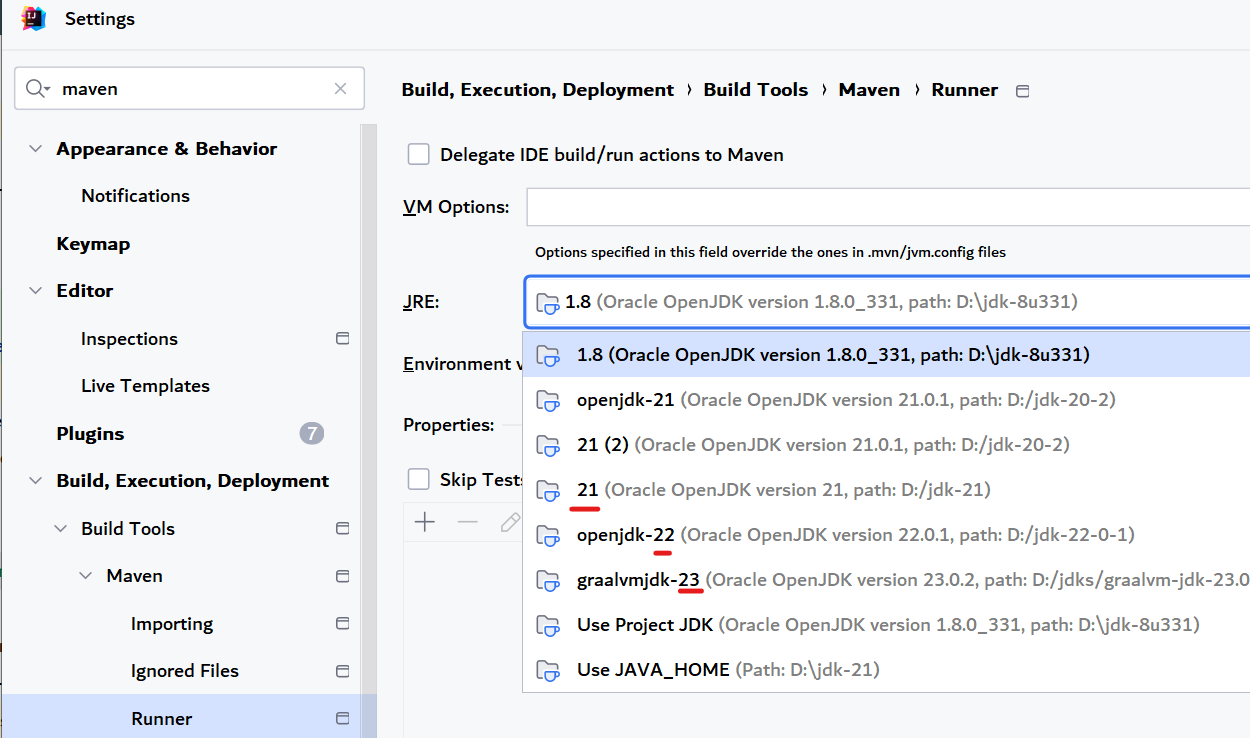 Settings
maven
Appearance & Behavior
Notifications
Keymap
Editor
Inspections
Live Templates
Plugins 7
Build, Execution, Deployment
Build Tools
Maven
Importing
Ignored Files
Runner
Build, Execution, Deployment › Build Tools › Maven › Runner
Delegate IDE build/run actions to Maven
VM Options:
Options specified in this field override the ones in .mvn/jvm.config files
JRE: 1.8 (Oracle OpenJDK version 1.8.0_331, path: D:\jdk-8u331)
1.8 (Oracle OpenJDK version 1.8.0_331, path: D:\jdk-8u331)
Environment v
openjdk-21 (Oracle OpenJDK version 21.0.1, path: D:/jdk-20-2)
Properties:
21 (2) (Oracle OpenJDK version 21.0.1, path: D:/jdk-20-2)
Skip Tests
21 (Oracle OpenJDK version 21, path: D:/jdk-21)
openjdk-22 (Oracle OpenJDK version 22.0.1, path: D:/jdk-22-0-1)
graalvmjdk-23 (Oracle OpenJDK version 23.0.2, path: D:/jdks/graalvm-jdk-23.0
Use Project JDK (Oracle OpenJDK version 1.8.0_331, path: D:\jdk-8u331)
Use JAVA_HOME (Path: D:\jdk-21)